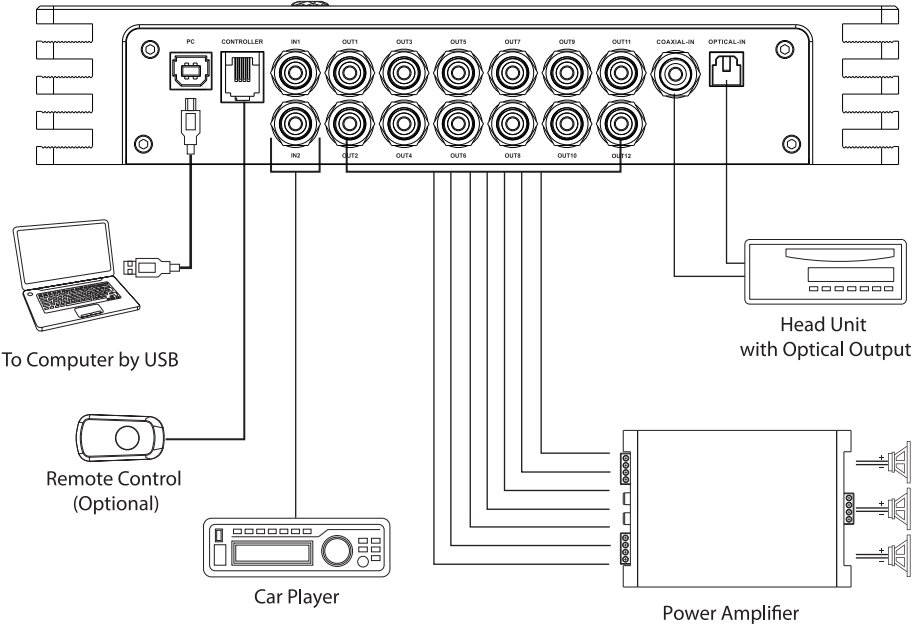 PC CONTROLLER IN1 OUT1 OUT3 OUT5 OUT7 OUT9 OUT11 COAXIAL-IN OPTICAL-IN
IN2 OUT2 OUT4 OUT6 OUT8 OUT10 OUT12
To Computer by USB
Head Unit
with Optical Output
Remote Control
(Optional)
Car Player
+
−
+
−
+
−
Power Amplifier